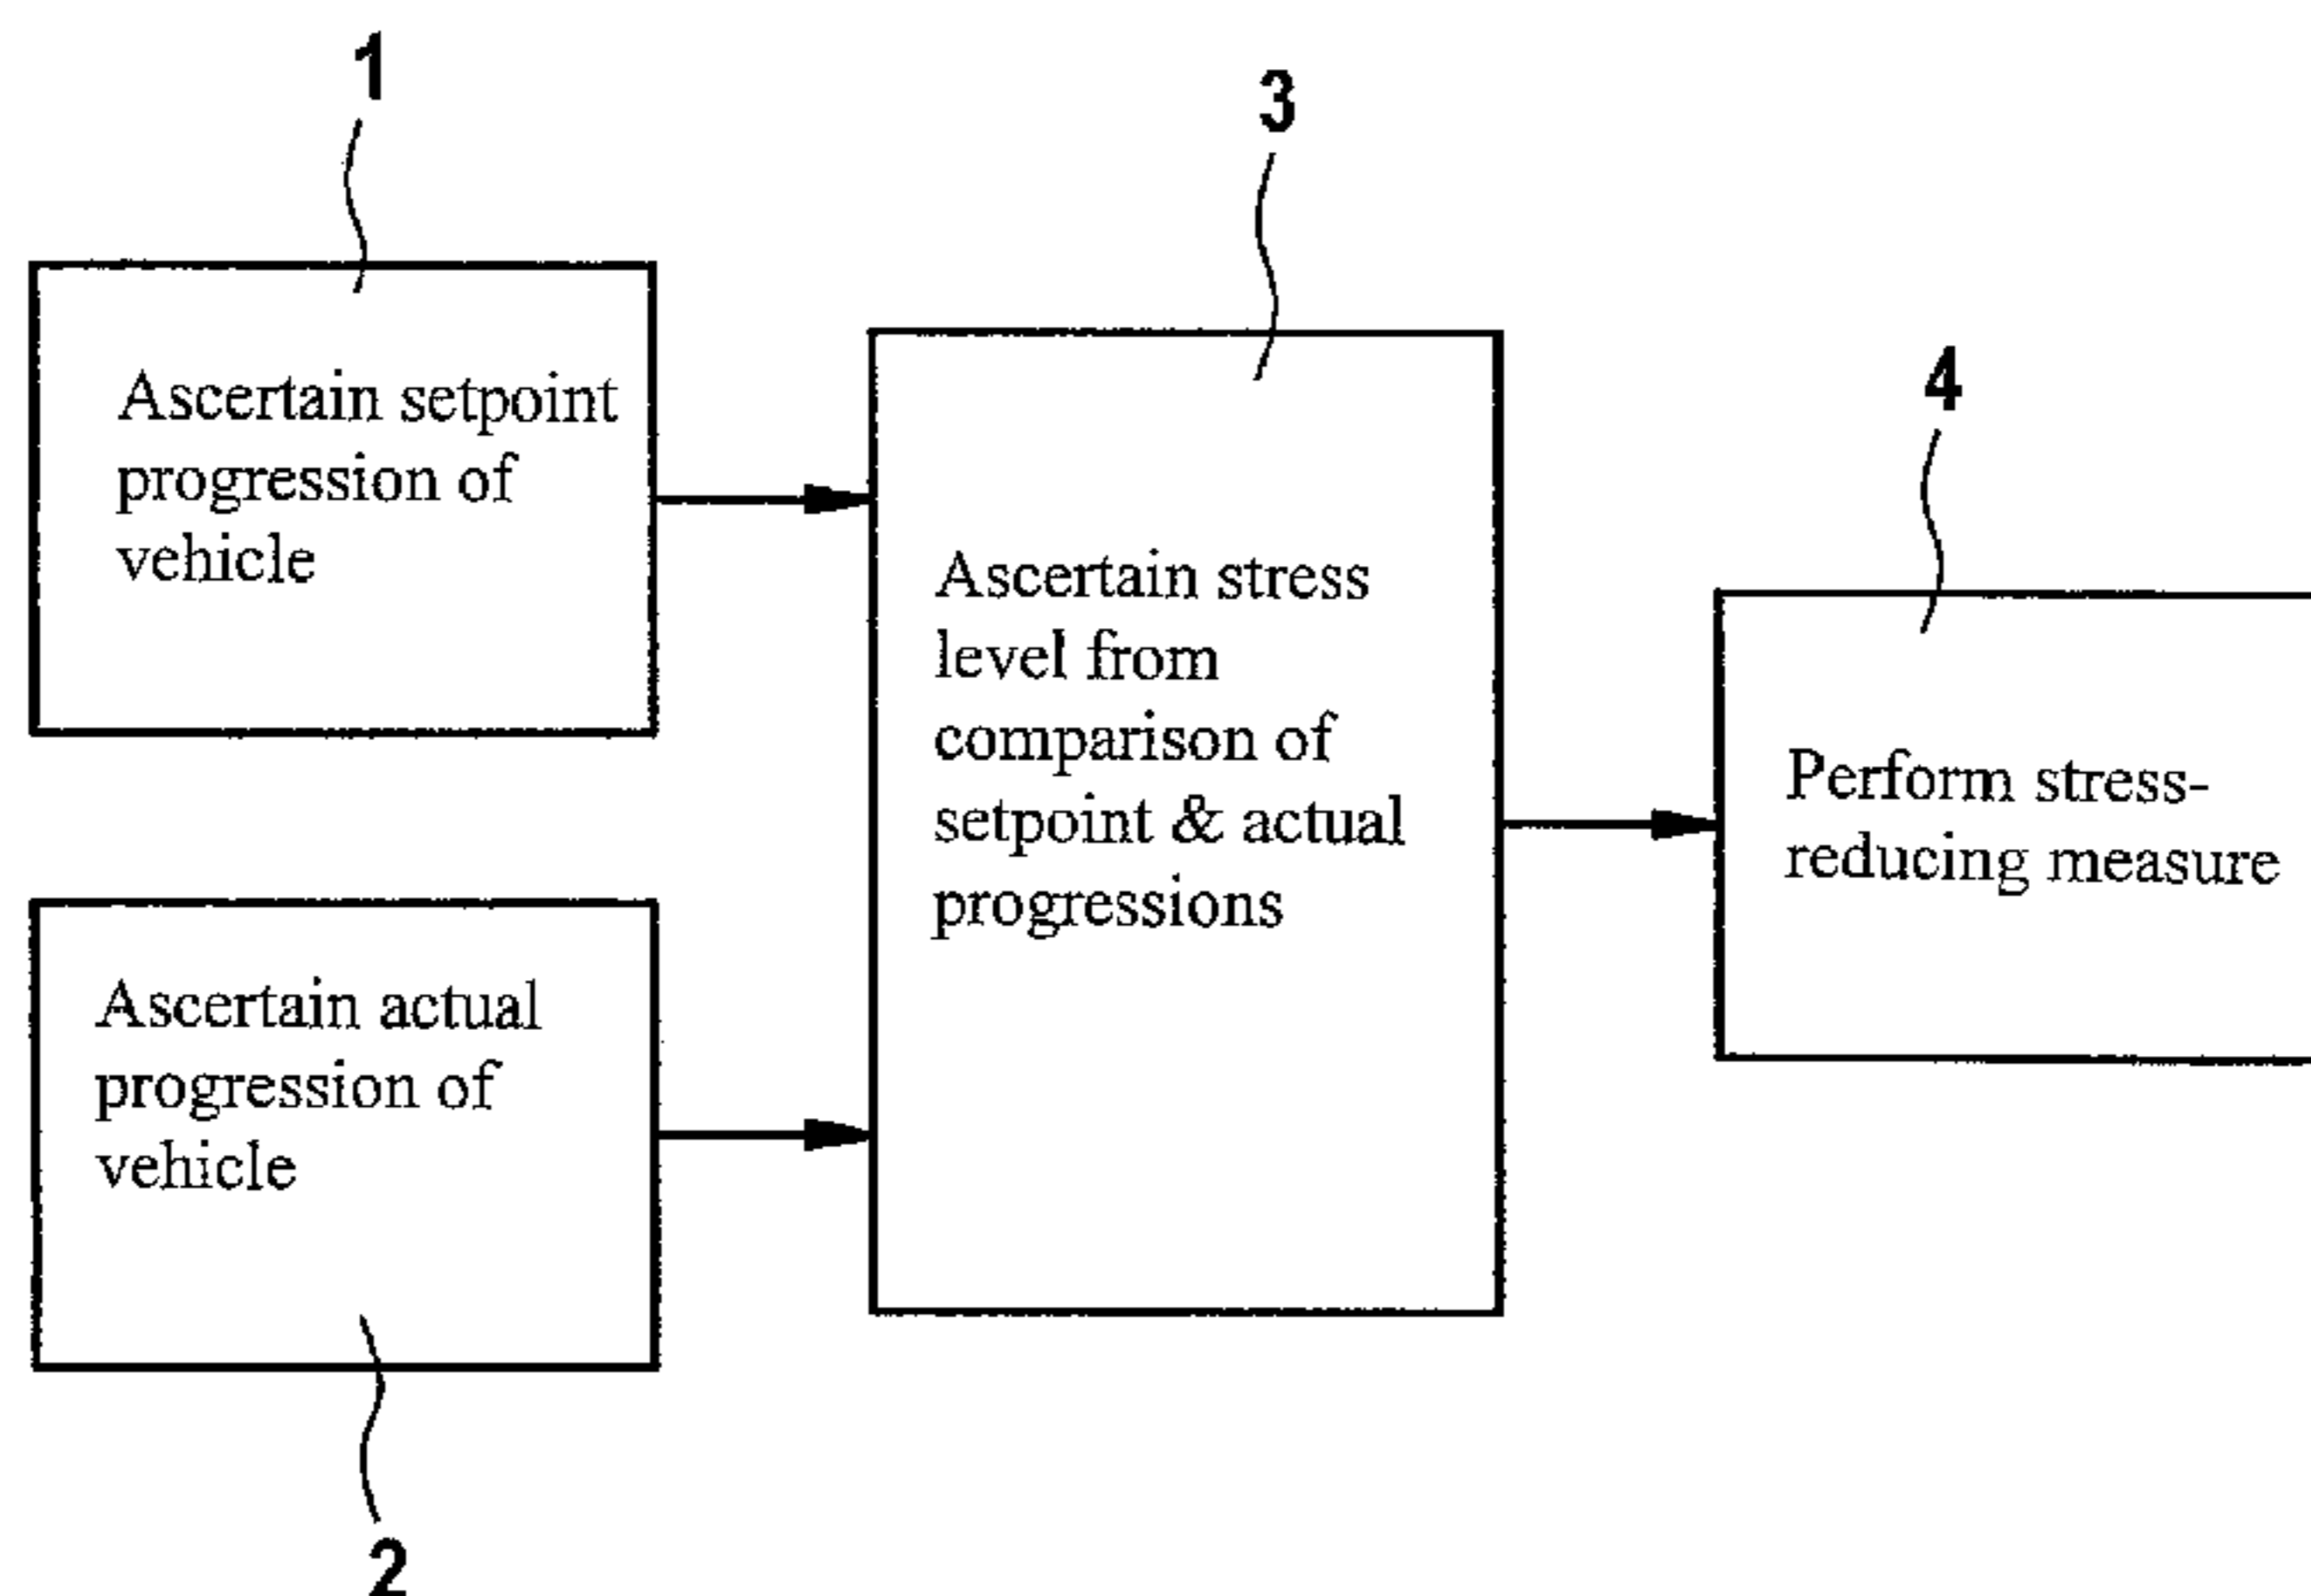 1
Ascertain setpoint
progression of
vehicle
2
Ascertain actual
progression of
vehicle
3
Ascertain stress
level from
comparison of
setpoint & actual
progressions
4
Perform stress-
reducing measure